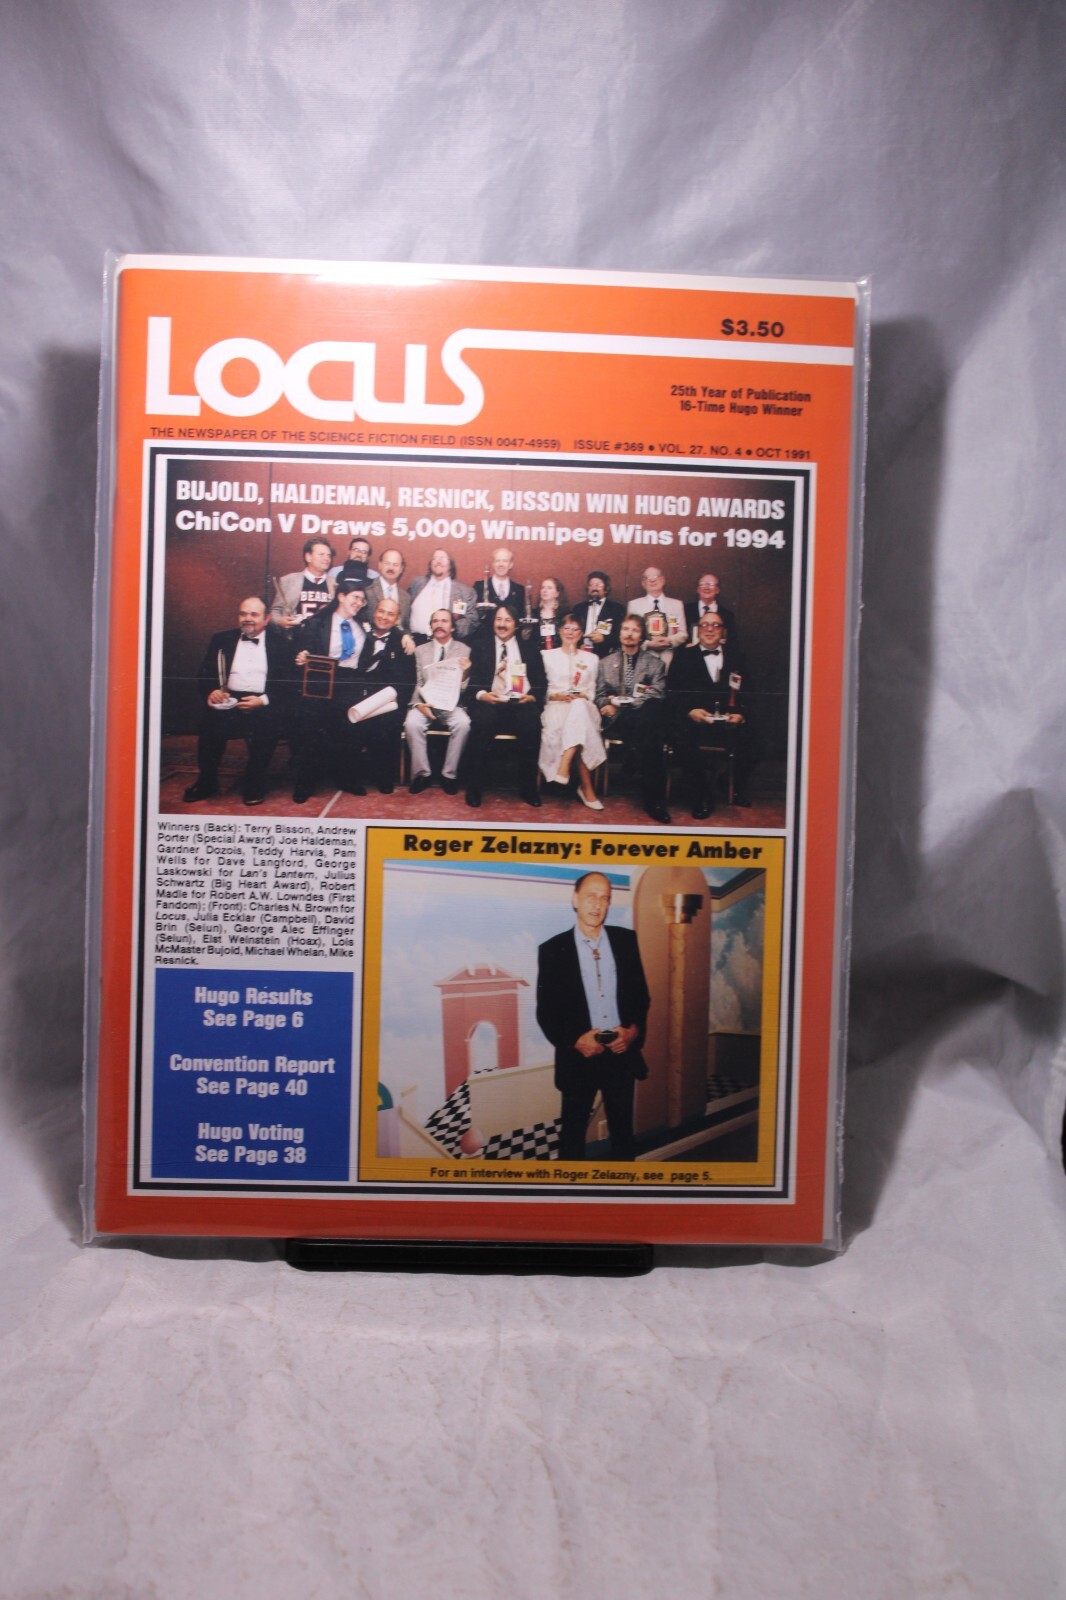 $3.50
LOCUS
25th Year of Publication
16-Time Hugo Winner
THE NEWSPAPER OF THE SCIENCE FICTION FIELD (ISSN 0047-4959) ISSUE #369 ● VOL. 27. NO. 4 ● OCT 1991
BUJOLD, HALDEMAN, RESNICK, BISSON WIN HUGO AWARDS
ChiCon V Draws 5,000; Winnipeg Wins for 1994
BEARS
Winners (Back): Terry Bisson, Andrew
Porter (Special Award) Joe Haldeman,
Gardner Dozois, Teddy Harvia, Pam
Wells for Dave Langford, George
Laskowski for Lan's Lantern, Julius
Schwartz (Big Heart Award), Robert
Madle for Robert A.W. Lowndes (First
Fandom); (Front): Charles N. Brown for
Locus, Julia Ecklar (Campbell), David
Brin (Seiun), George Alec Effinger
(Seiun), Elst Weinstein (Hoax), Lois
McMaster Bujold, Michael Whelan, Mike
Resnick.
Hugo Results
See Page 6
Convention Report
See Page 40
Hugo Voting
See Page 38
Roger Zelazny: Forever Amber
For an interview with Roger Zelazny, see page 5.